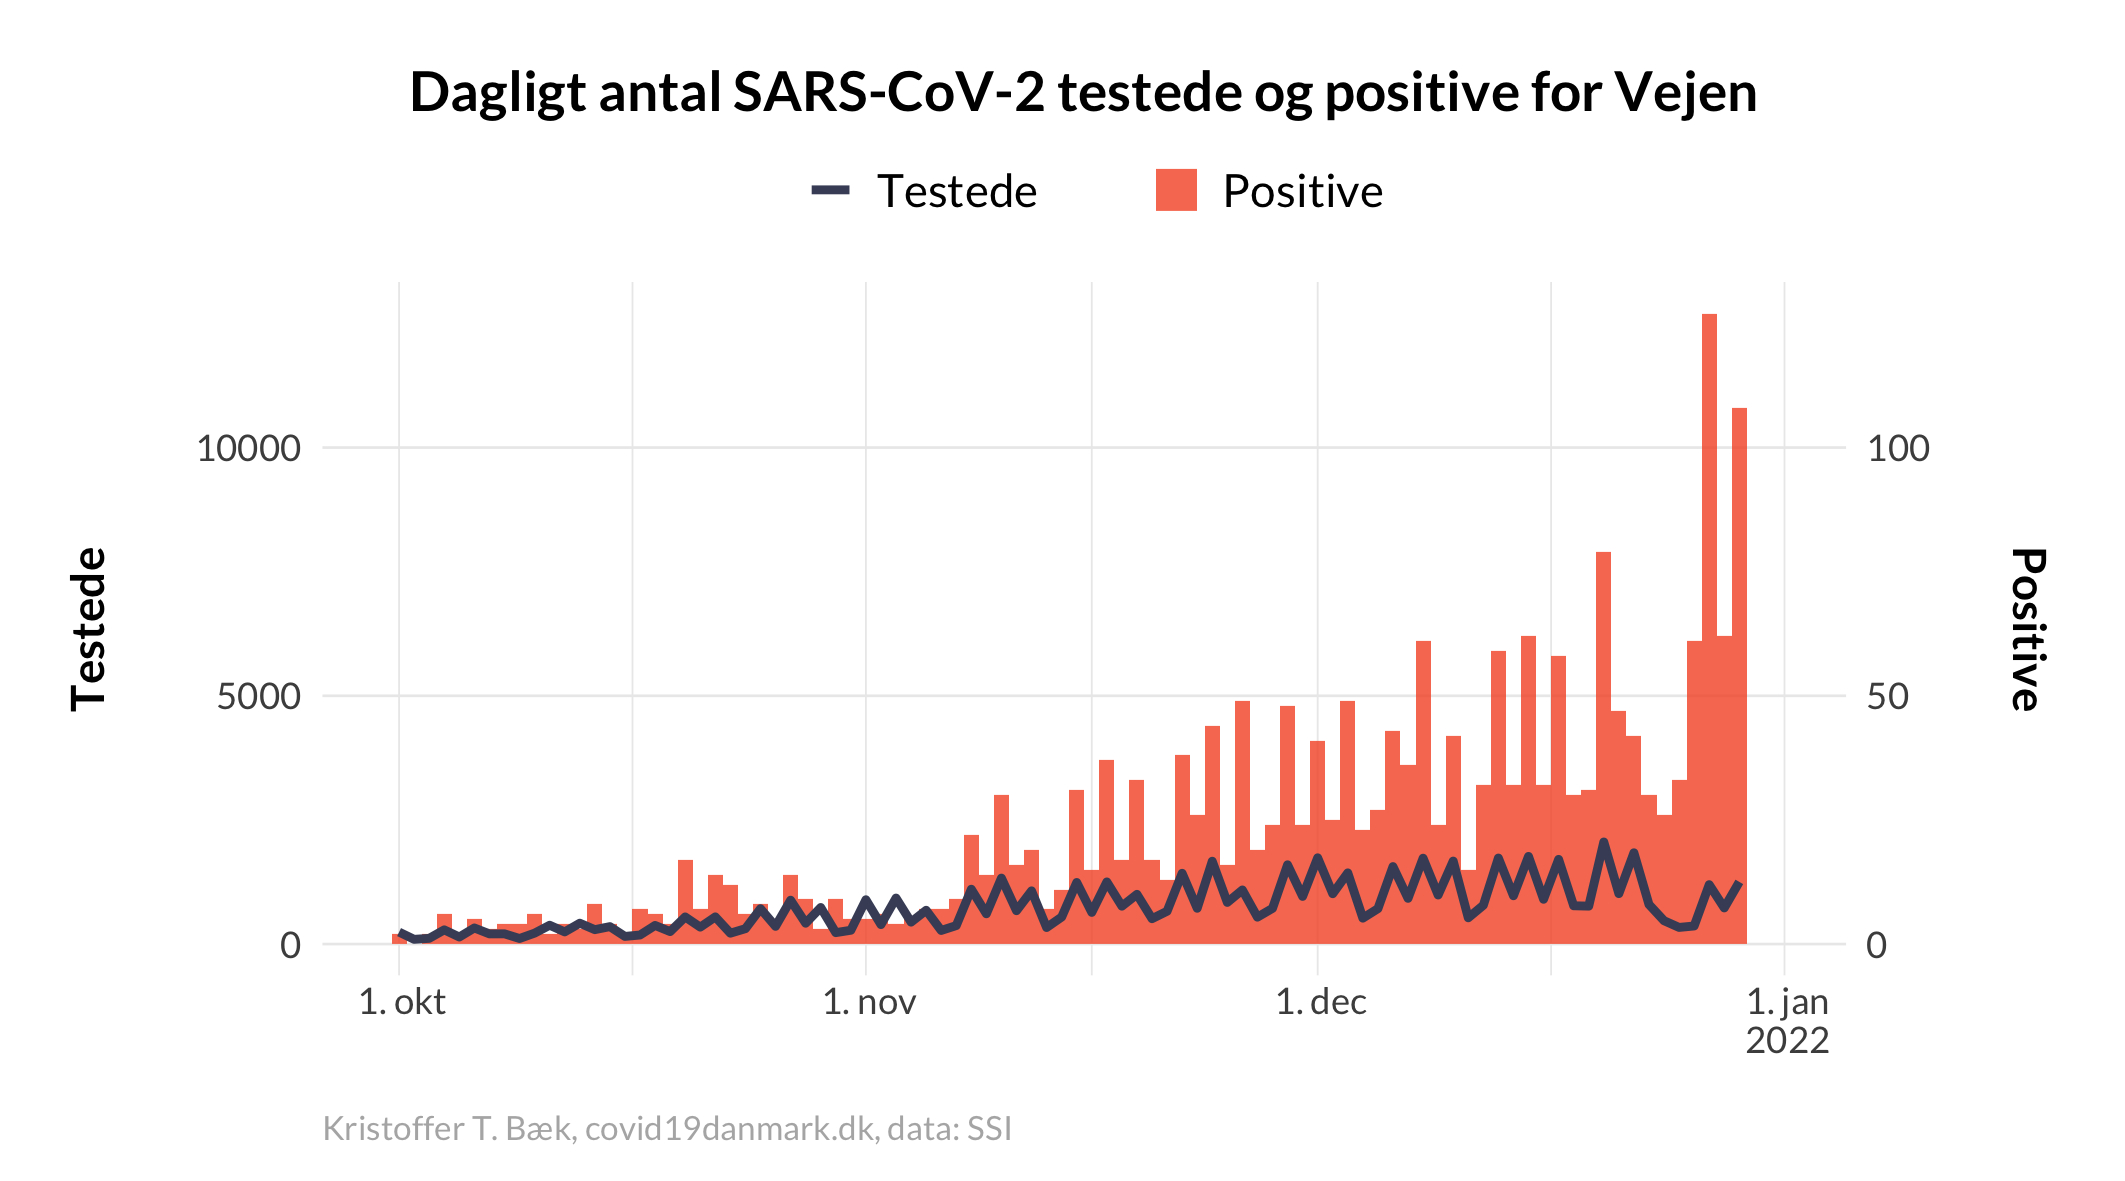 Dagligt antal SARS-CoV-2 testede og positive for Vejen
Testede
Positive
10000
5000
0
Testede
100
50
0
Positive
1. okt
1. nov
1. dec
1. jan
2022
Kristoffer T. Bæk, covid19danmark.dk, data: SSI